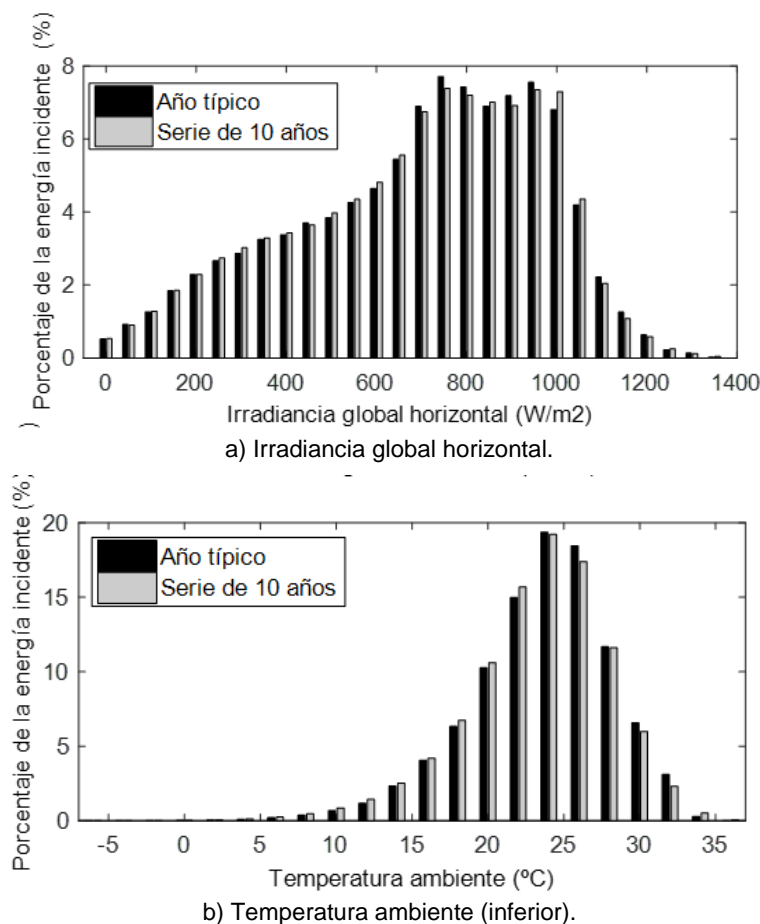 Porcentaje de la energía incidente (%)
8
6
4
2
0
Año típico
Serie de 10 años
0 200 400 600 800 1000 1200 1400
Irradiancia global horizontal (W/m2)
)
a) Irradiancia global horizontal.
Porcentaje de la energía incidente (%)
20
15
10
5
0
Año típico
Serie de 10 años
-5 0 5 10 15 20 25 30 35
Temperatura ambiente (ºC)
b) Temperatura ambiente (inferior).